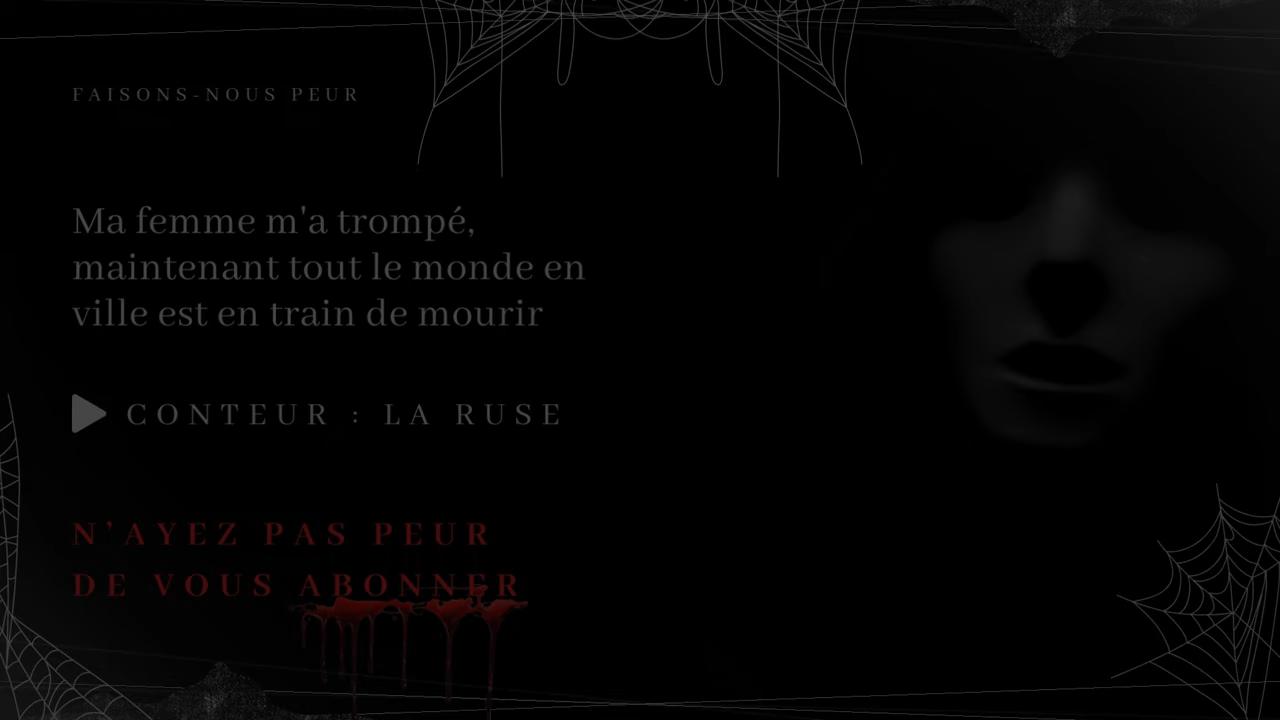 FAISONS-NOUS PEUR
Ma femme m'a trompé,
maintenant tout le monde en
ville est en train de mourir
CONTEUR : LA RUSE
N'AYEZ PAS PEUR
DE VOUS ABONNER